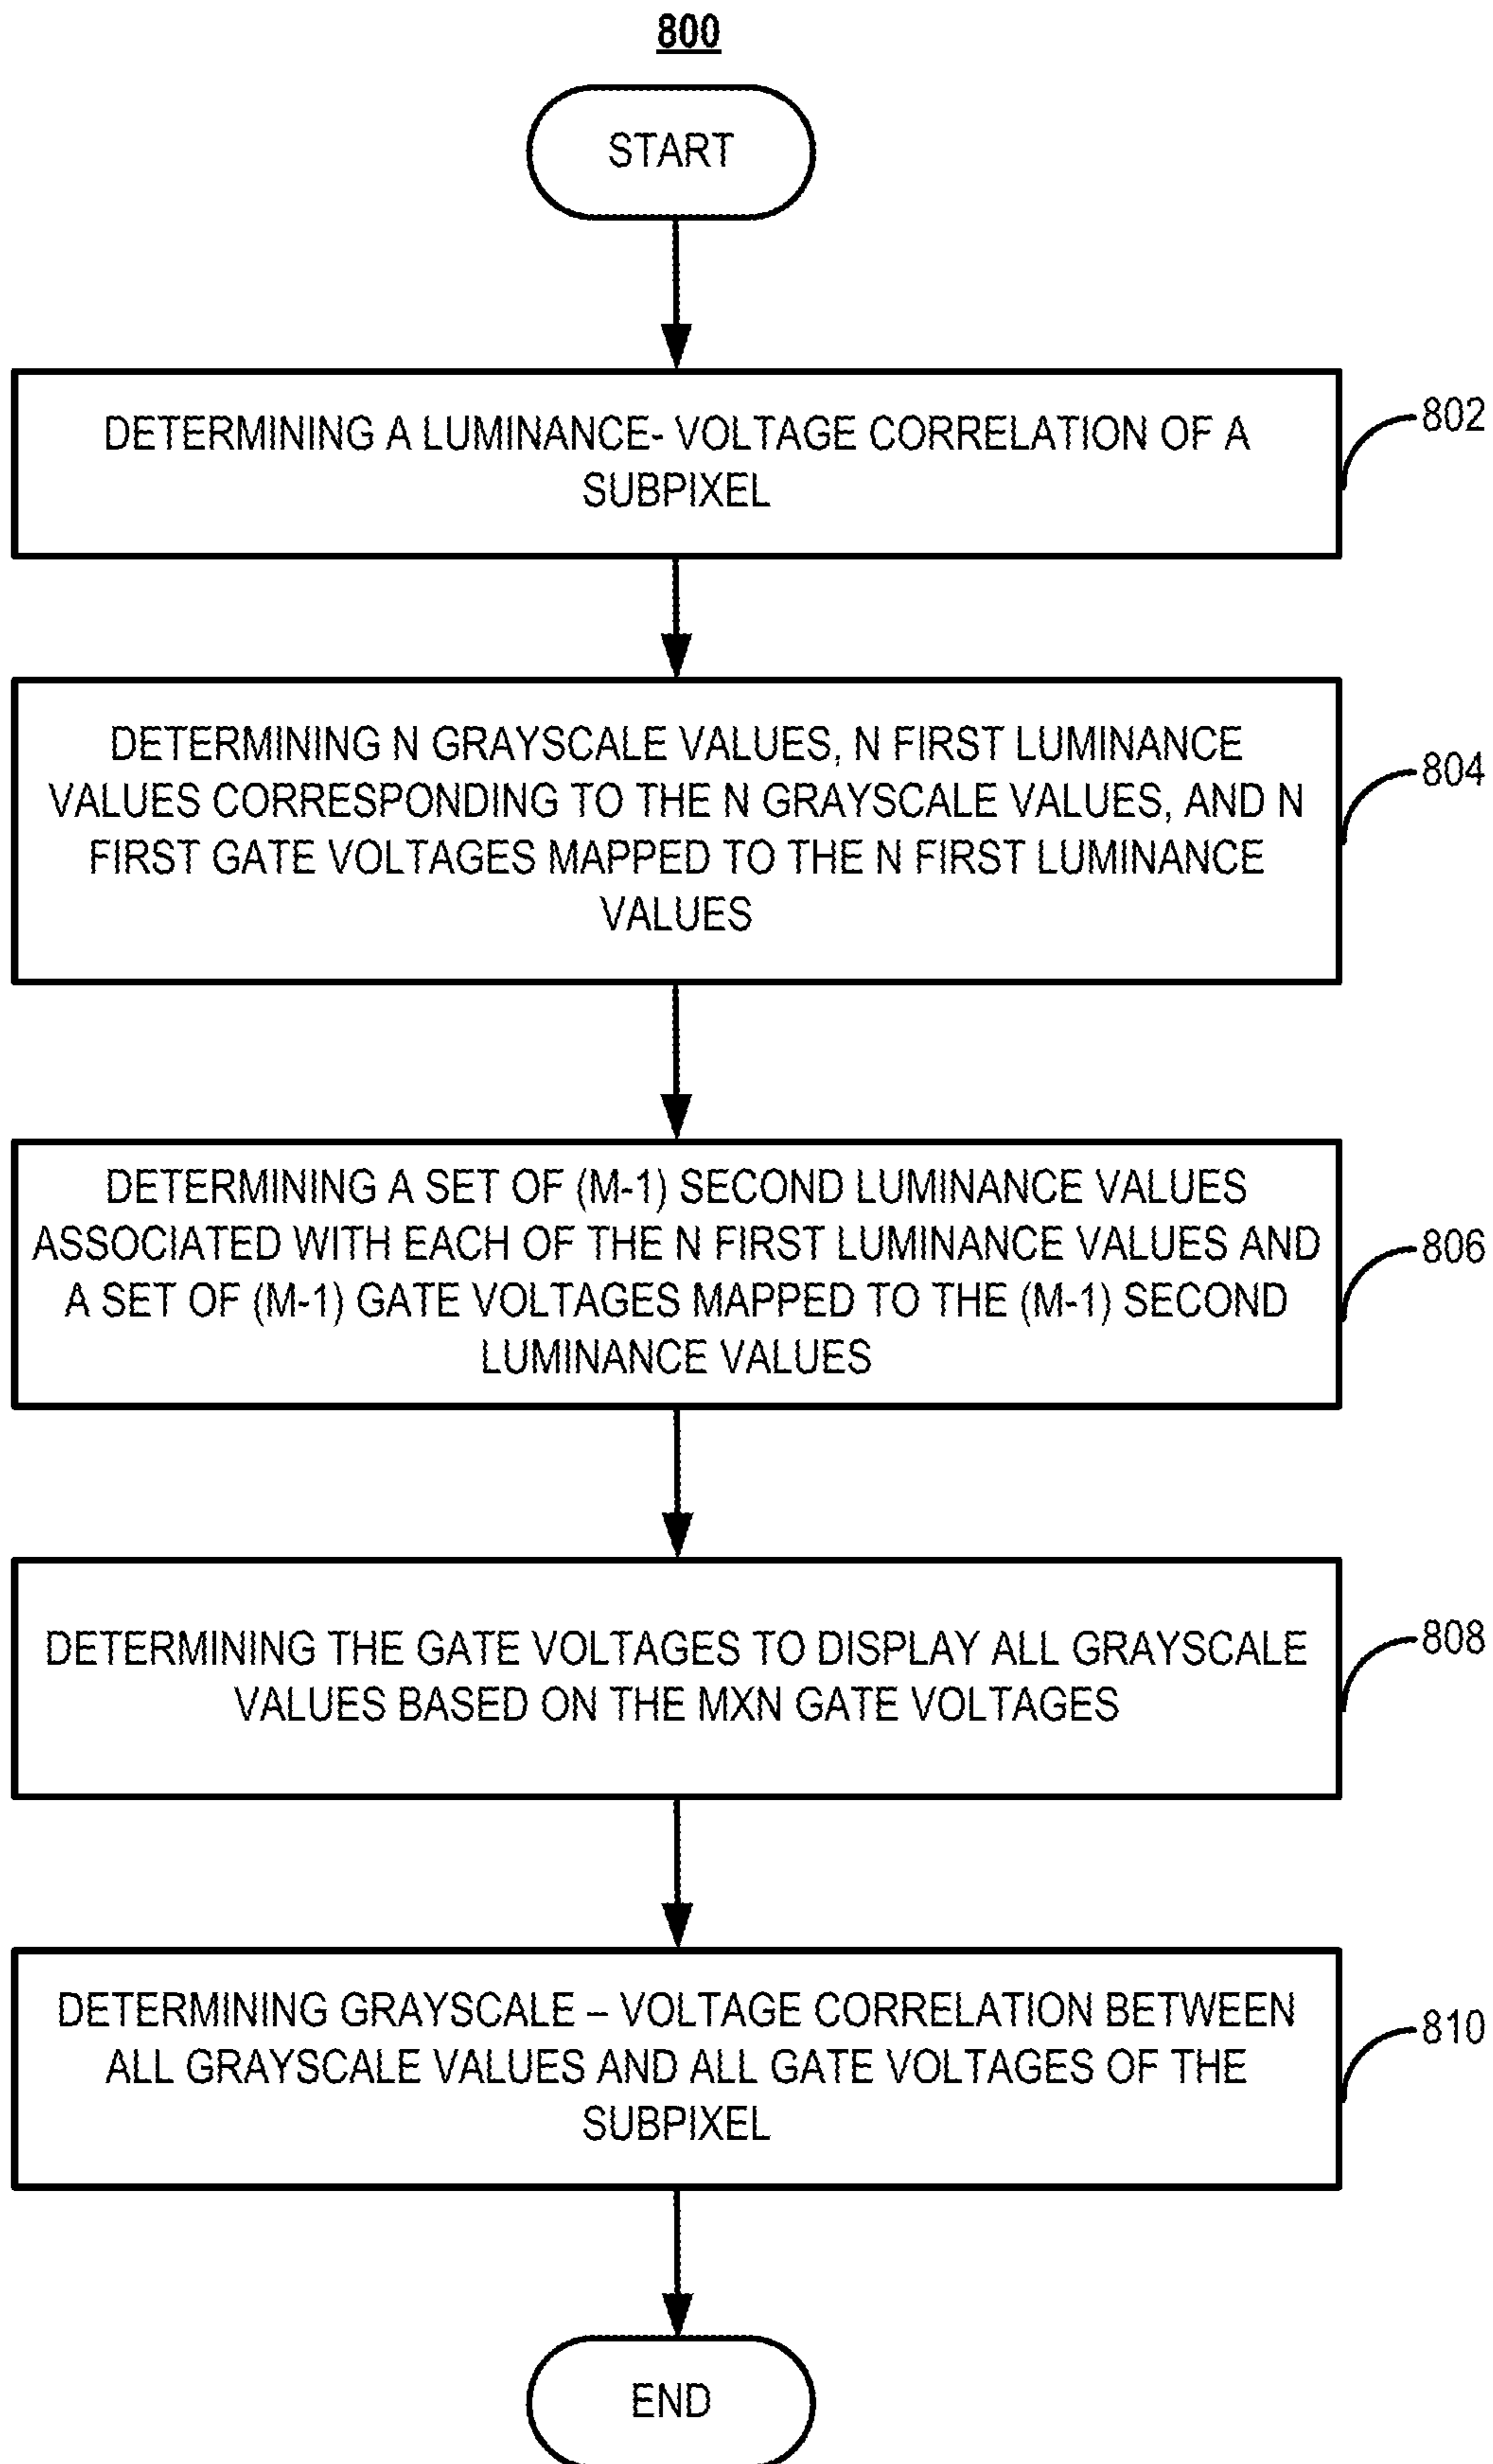 800
START
DETERMINING A LUMINANCE- VOLTAGE CORRELATION OF A
SUBPIXEL
802
DETERMINING N GRAYSCALE VALUES, N FIRST LUMINANCE
VALUES CORRESPONDING TO THE N GRAYSCALE VALUES, AND N
FIRST GATE VOLTAGES MAPPED TO THE N FIRST LUMINANCE
VALUES
804
DETERMINING A SET OF (M-1) SECOND LUMINANCE VALUES
ASSOCIATED WITH EACH OF THE N FIRST LUMINANCE VALUES AND
A SET OF (M-1) GATE VOLTAGES MAPPED TO THE (M-1) SECOND
LUMINANCE VALUES
806
DETERMINING THE GATE VOLTAGES TO DISPLAY ALL GRAYSCALE
VALUES BASED ON THE MXN GATE VOLTAGES
808
DETERMINING GRAYSCALE – VOLTAGE CORRELATION BETWEEN
ALL GRAYSCALE VALUES AND ALL GATE VOLTAGES OF THE
SUBPIXEL
810
END